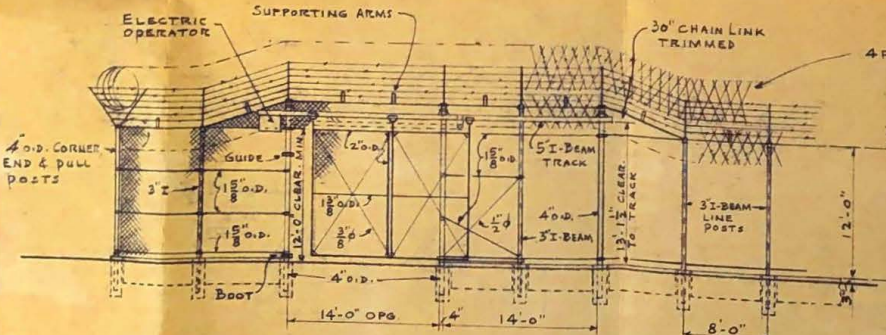 ELECTRIC
OPERATOR
SUPPORTING ARMS
30" CHAIN LINK
TRIMMED
4" O.D. CORNER
END & PULL
POSTS
GUIDE
3" I
1 5/8" O.D.
1 5/8" O.D.
BOOT
12'-0" CLEAR. MIN.
2" O.D.
1 5/8" O.D.
3/8" ϕ
1 5/8" O.D.
1/2" ϕ
5" I-BEAM
TRACK
4" O.D.
3" I-BEAM
13'-1 1/2 CLEAR.
TO TRACK
3" I-BEAM
LINE
POSTS
12'-0"
4" O.D.
14'-0" OPG.
4"
14'-0"
8'-0"